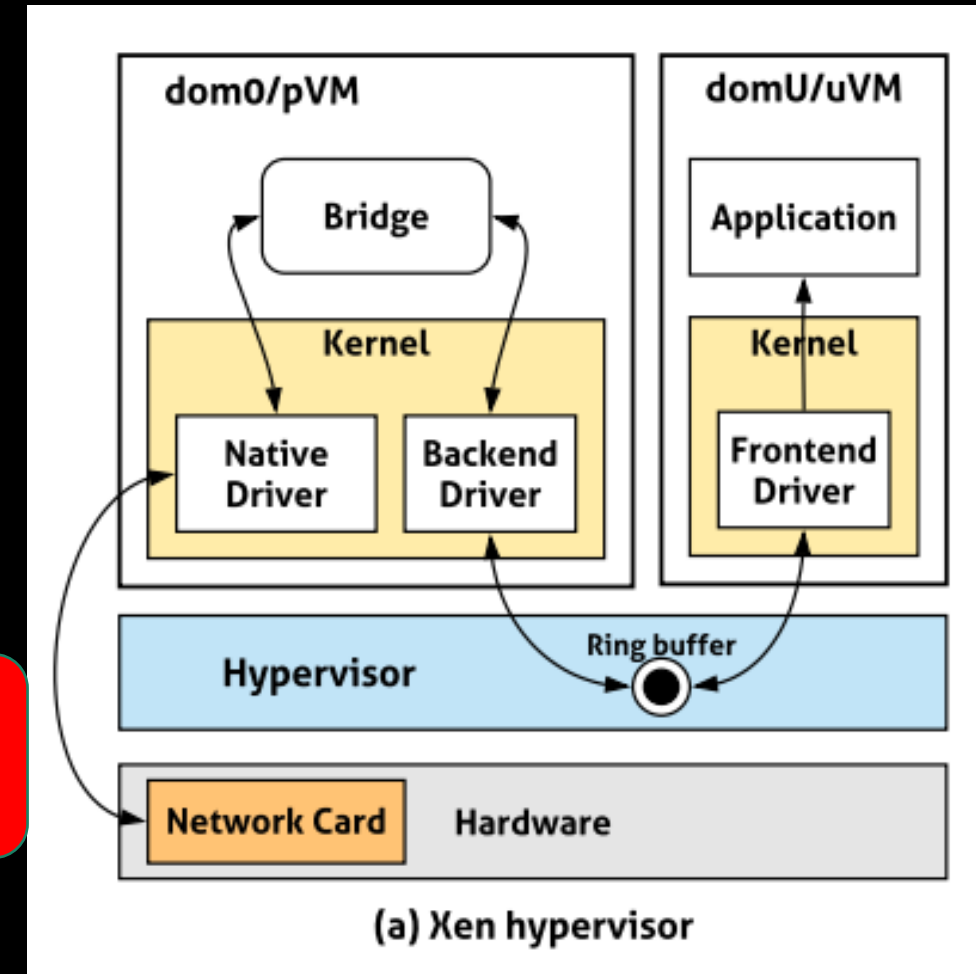 dom0/pVM
domU/uVM
Bridge
Application
Kernel
Kernel
Native
Driver
Backend
Driver
Frontend
Driver
Ring buffer
Hypervisor
Network Card
Hardware
(a) Xen hypervisor